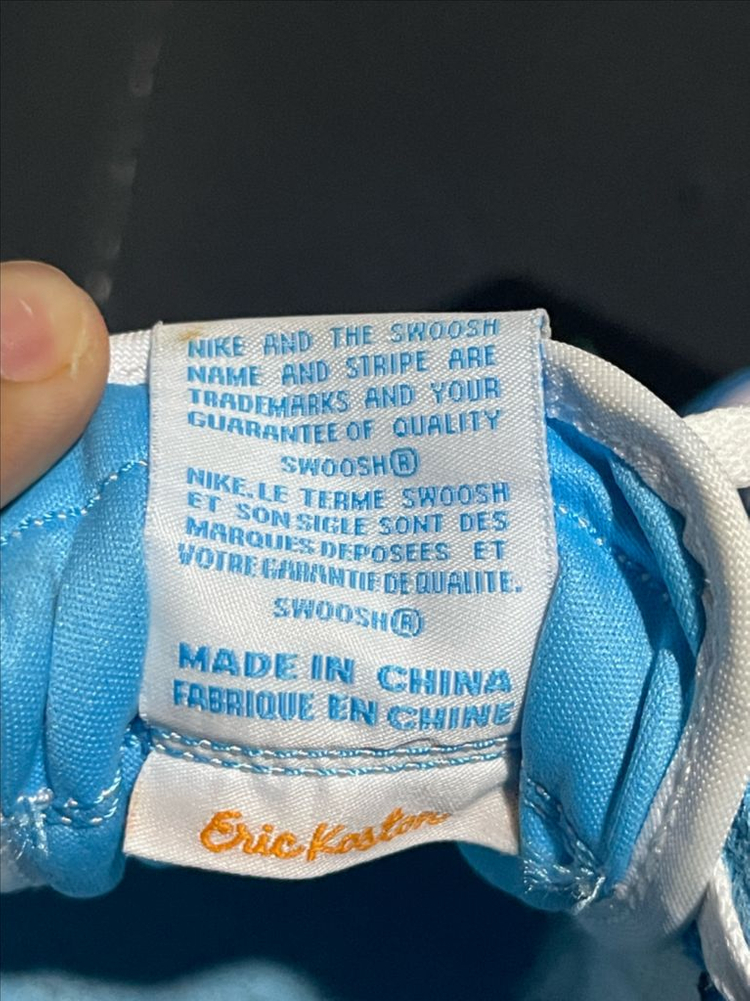 NIKE AND THE SWOOSH
NAME AND STRIPE ARE
TRADEMARKS AND YOUR
GUARANTEE OF QUALITY
SWOOSH®
NIKE, LE TERME SWOOSH
ET SON SIGLE SONT DES
MARQUES DEPOSEES ET
VOTRE GARANTIE DE QUALITE.
SWOOSH®
MADE IN CHINA
FABRIQUE EN CHINE
Eric Koston